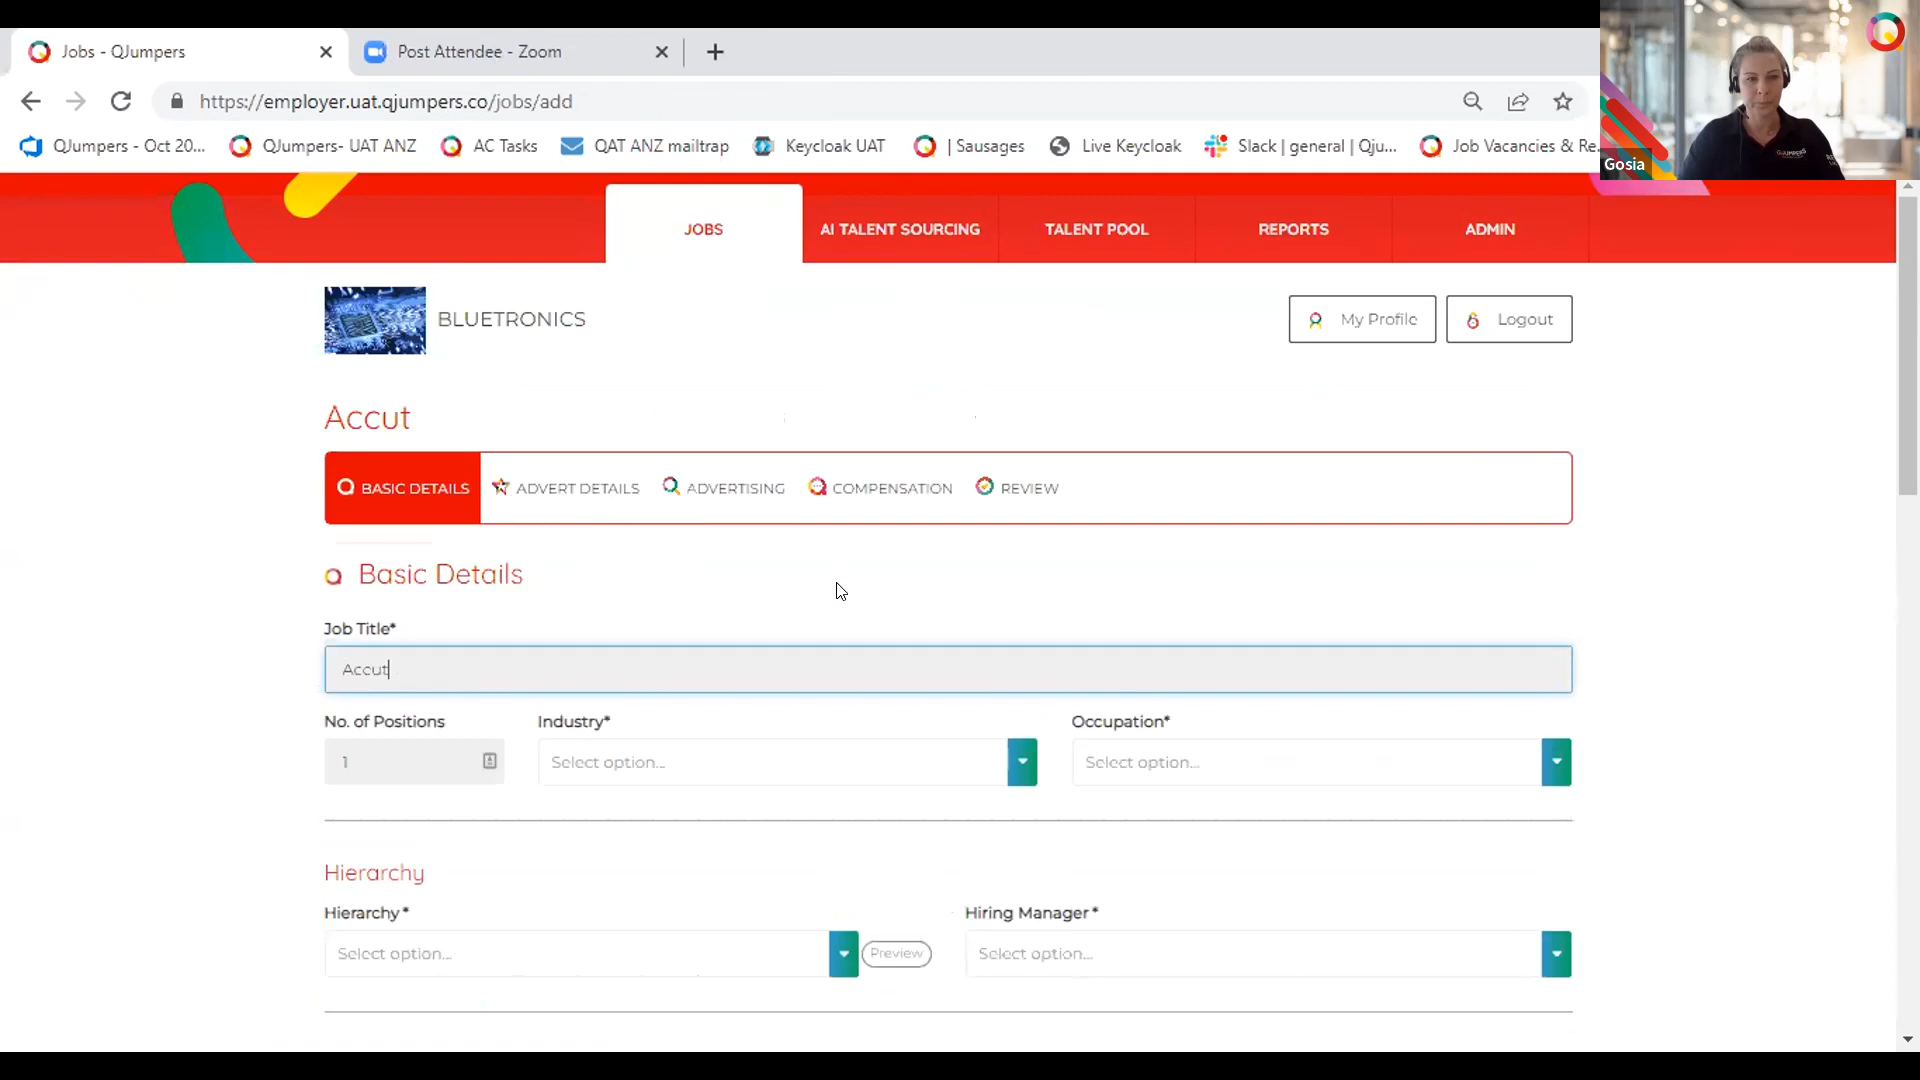 Jobs - QJumpers
Post Attendee - Zoom
https://employer.uat.qjumpers.co/jobs/add
QJumpers - Oct 20...
QJumpers- UAT ANZ
AC Tasks
QAT ANZ mailtrap
Keycloak UAT
| Sausages
Live Keycloak
Slack | general | Qju...
Job Vacancies & Re...
Gosia
JOBS
AI TALENT SOURCING
TALENT POOL
REPORTS
ADMIN
BLUETRONICS
My Profile
Logout
Accut
BASIC DETAILS
ADVERT DETAILS
ADVERTISING
COMPENSATION
REVIEW
Basic Details
Job Title*
Accut
No. of Positions
Industry*
Occupation*
1
Select option...
Select option...
Hierarchy
Hierarchy*
Hiring Manager*
Select option...
Preview
Select option...